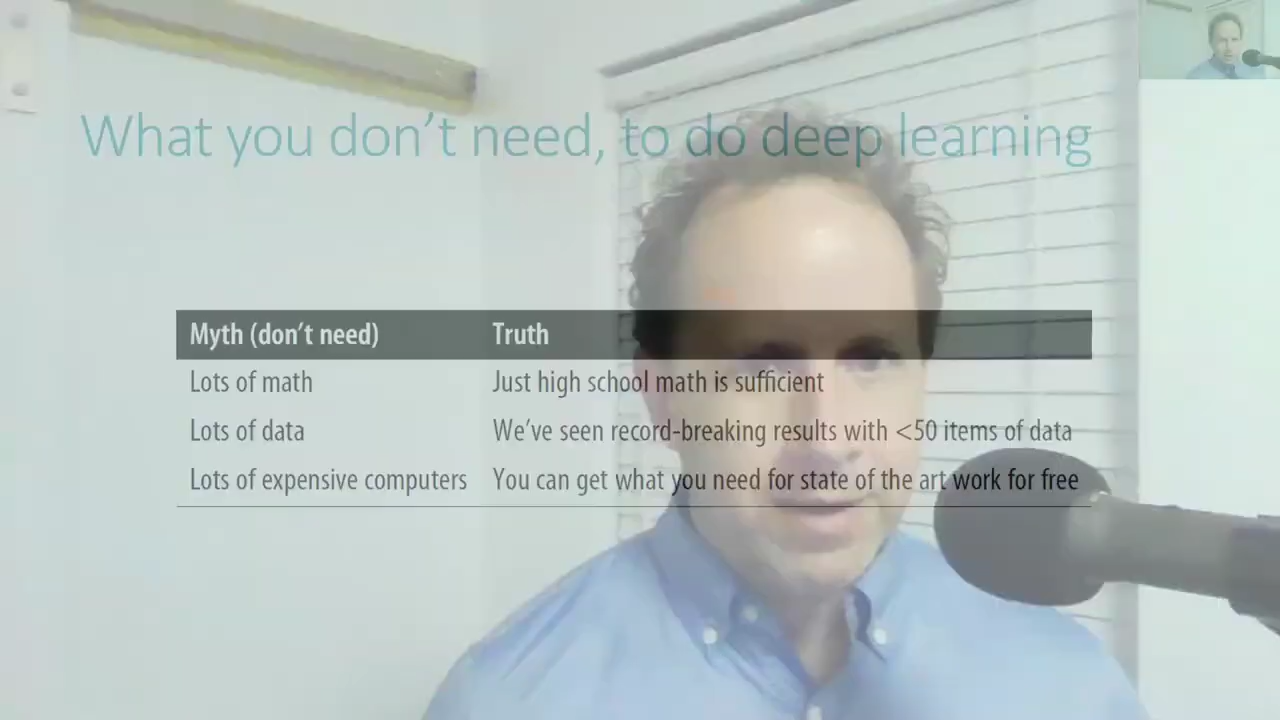 What you don't need, to do deep learning
Myth (don't need) Truth
Lots of math Just high school math is sufficient
Lots of data We've seen record-breaking results with <50 items of data
Lots of expensive computers You can get what you need for state of the art work for free